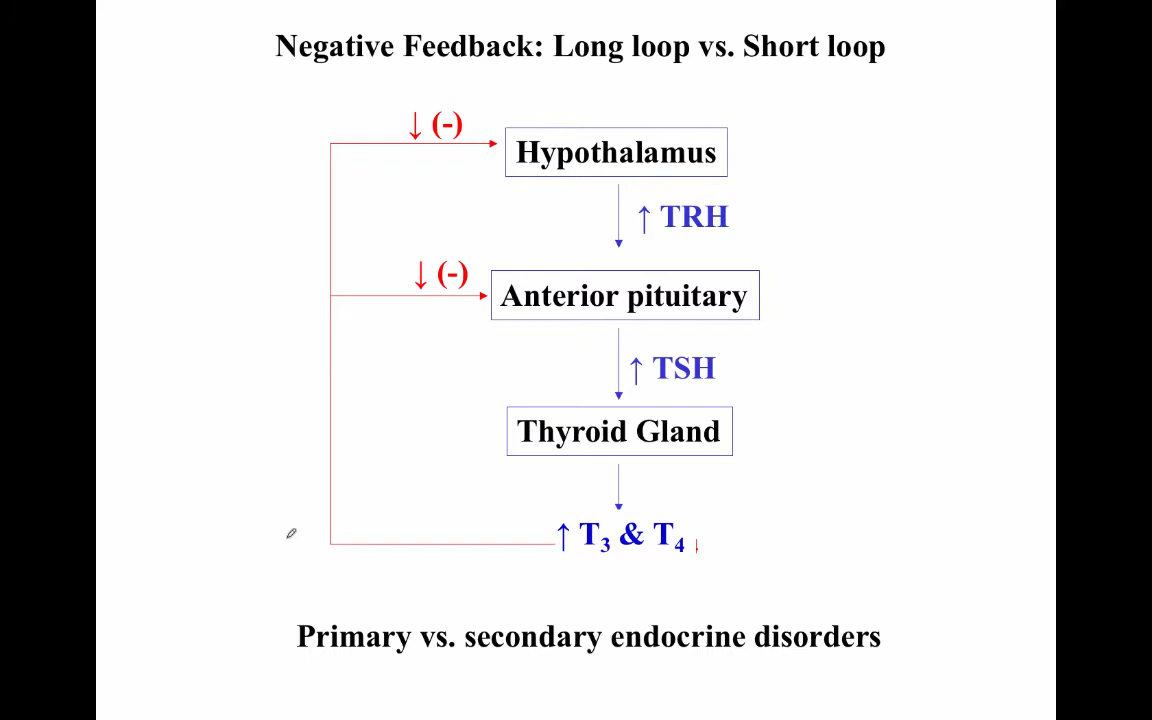 Negative Feedback: Long loop vs. Short loop
↓ (-)
Hypothalamus
↑ TRH
↓ (-)
Anterior pituitary
↑ TSH
Thyroid Gland
↑ T₃ & T₄ ↓
Primary vs. secondary endocrine disorders